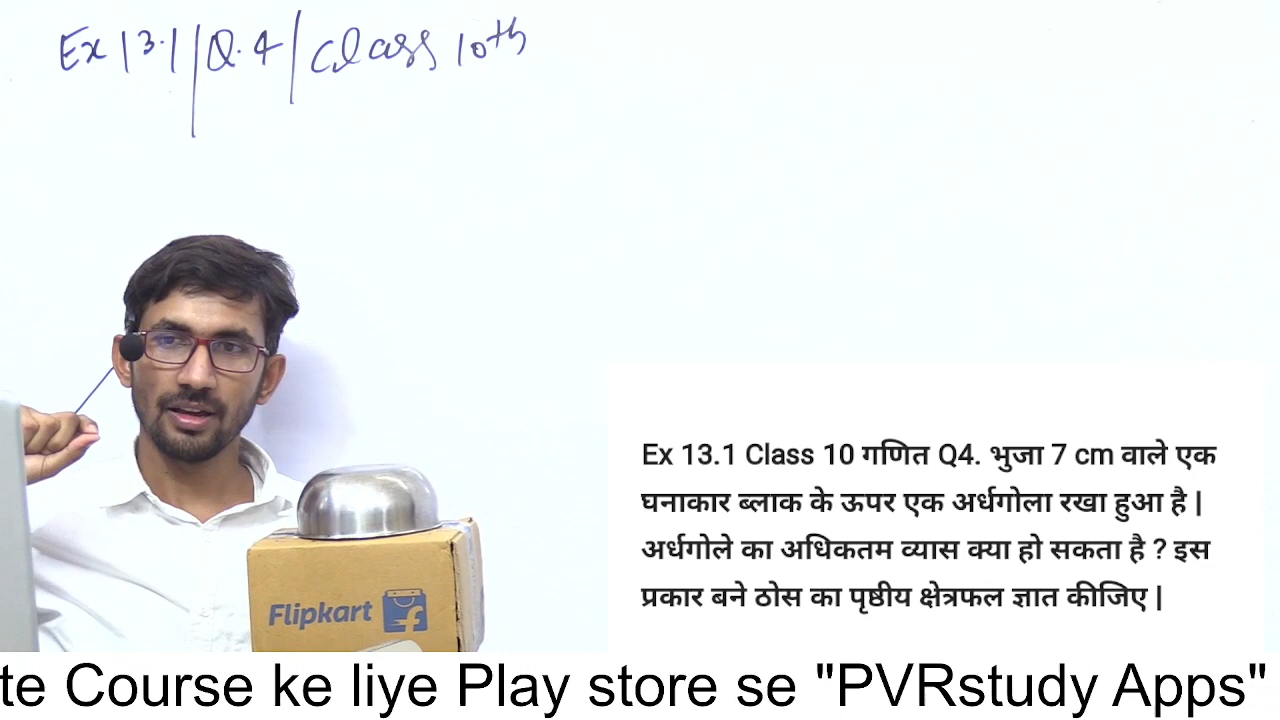 Ex 13.1 | Q. 4 | Class 10th
Ex 13.1 Class 10 गणित Q4. भुजा 7 cm वाले एक
घनाकार ब्लाक के ऊपर एक अर्धगोला रखा हुआ है |
अर्धगोले का अधिकतम व्यास क्या हो सकता है ? इस
प्रकार बने ठोस का पृष्ठीय क्षेत्रफल ज्ञात कीजिए |
Flipkart
te Course ke liye Play store se "PVRstudy Apps"